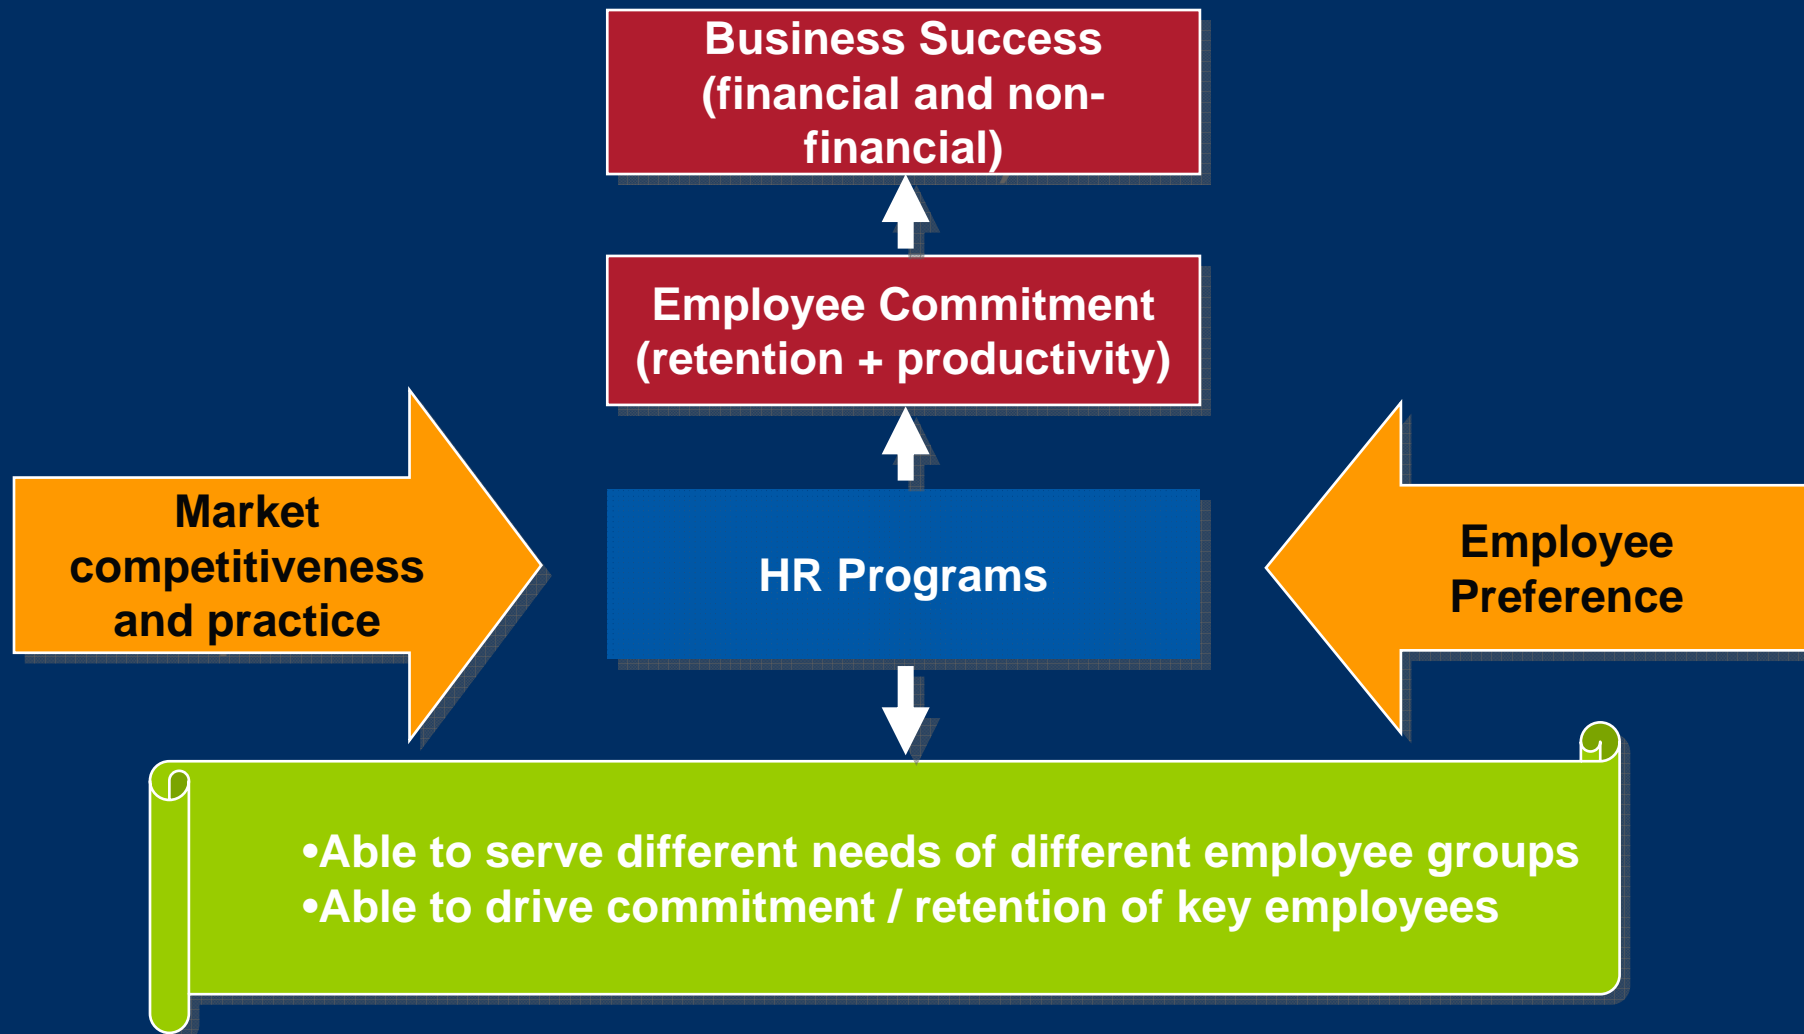 Business Success
(financial and non-
financial)
Employee Commitment
(retention + productivity)
Market
competitiveness
and practice
HR Programs
Employee
Preference
•Able to serve different needs of different employee groups
•Able to drive commitment / retention of key employees